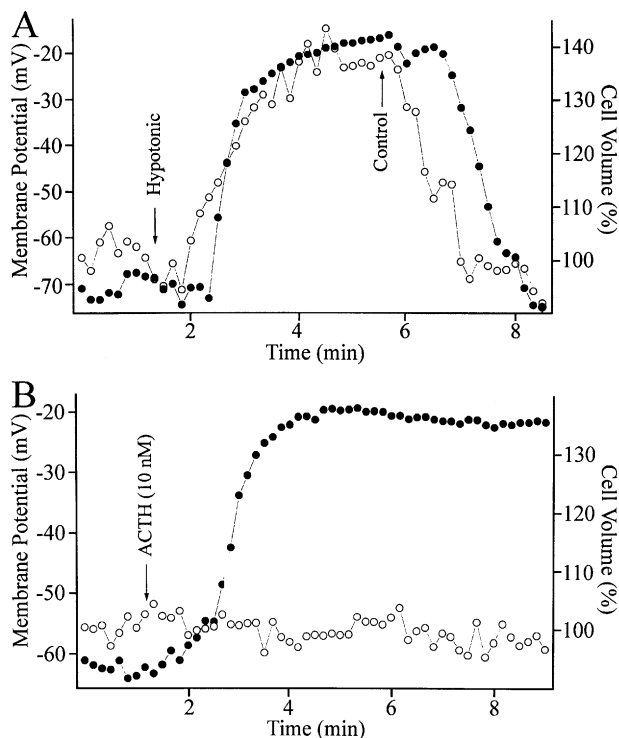 A
Membrane Potential (mV)
-20
-30
-40
-50
-60
-70
Hypotonic
Control
140
130
120
110
100
Cell Volume (%)
2
4
6
8
Time (min)
B
Membrane Potential (mV)
-20
-30
-40
-50
-60
ACTH (10 nM)
130
120
110
100
Cell Volume (%)
2
4
6
8
Time (min)